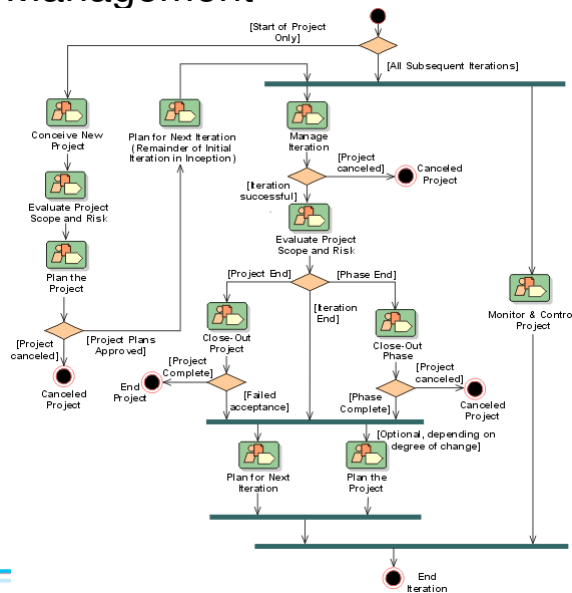 Management
[Start of Project
Only]
[All Subsequent Iterations]
Conceive New
Project
Plan for Next Iteration
(Remainder of Initial
Iteration in Inception)
Manage
Iteration
[Project
canceled]
Canceled
Project
[Iteration
successful]
Evaluate Project
Scope and Risk
Evaluate Project
Scope and Risk
Plan the
Project
[Project End]
[Phase End]
[Iteration
End]
Monitor & Contro
Project
Close-Out
Project
Close-Out
Phase
[Project
canceled]
[Project Plans
Approved]
Canceled
Project
[Project
Complete]
End
Project
[Failed
acceptance]
[Project
canceled]
[Phase
Complete]
Canceled
Project
[Optional, depending on
degree of change]
Plan for Next
Iteration
Plan the
Project
End
Iteration